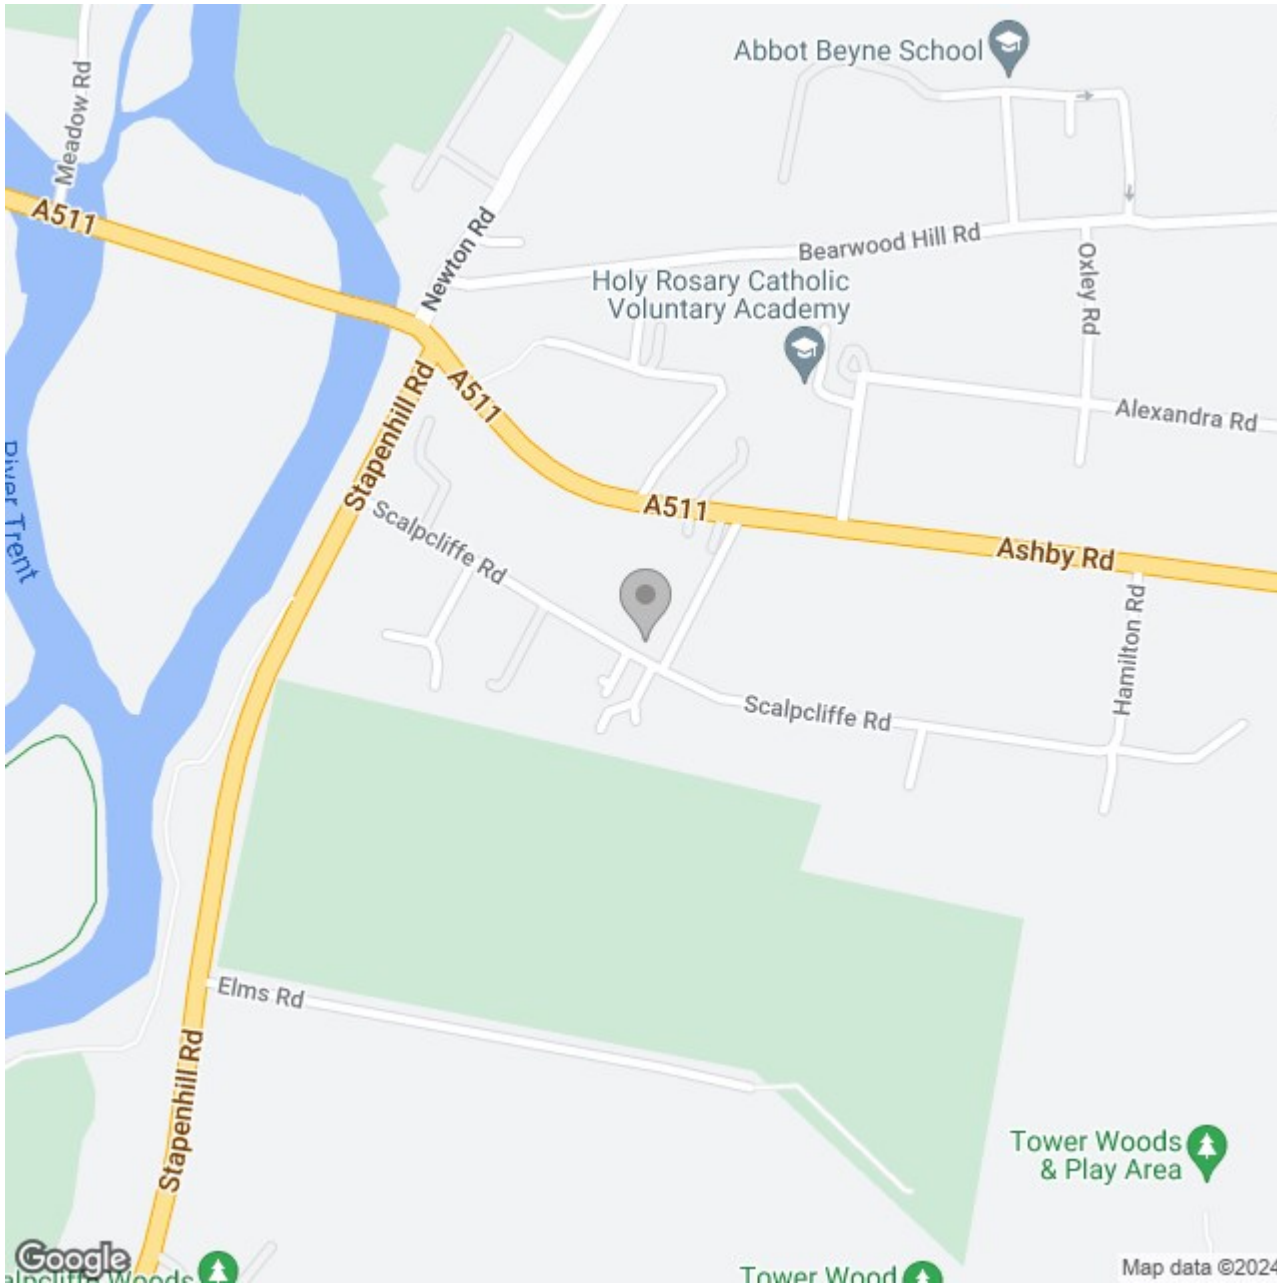 Abbot Beyne School
Meadow Rd
A511
Newton Rd
Bearwood Hill Rd
Oxley Rd
Holy Rosary Catholic
Voluntary Academy
A511
Stapenhill Rd
Alexandra Rd
River Trent
Scalpcliffe Rd
A511
Ashby Rd
Hamilton Rd
Scalpcliffe Rd
Elms Rd
Stapenhill Rd
Tower Woods
& Play Area
Google
Map data ©2024
alpcliffe Woods
Tower Wood